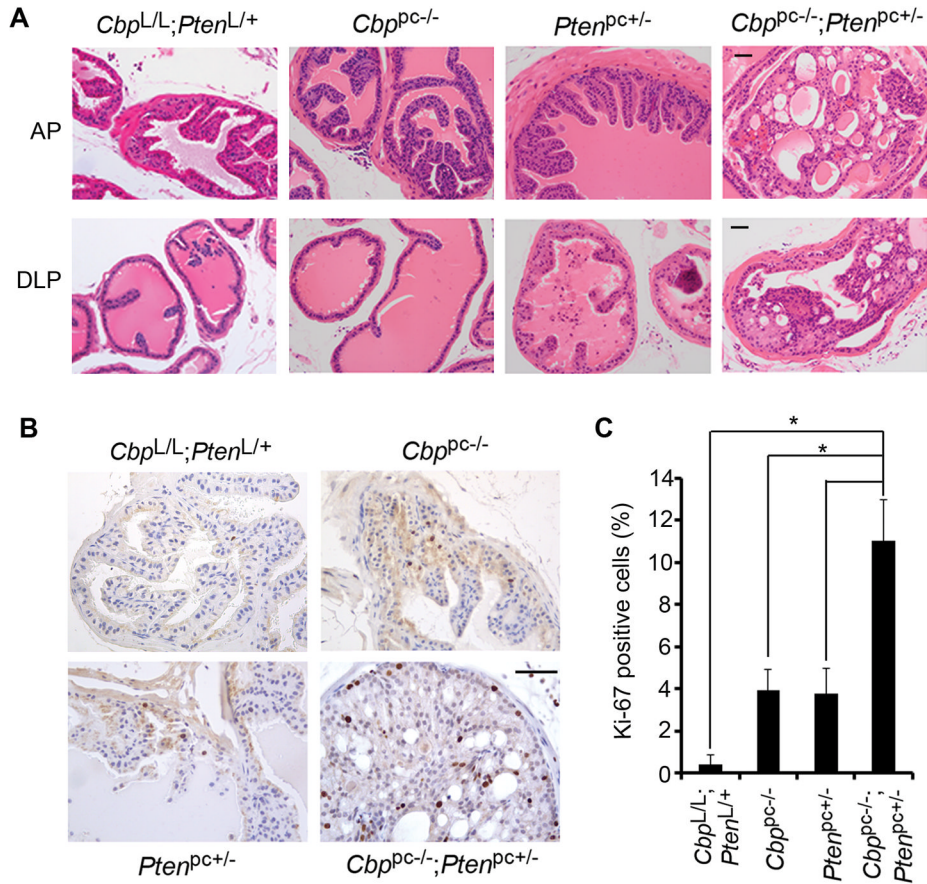 A
Cbp^L/L;Pten^L/+
Cbp^pc-/-
Pten^pc+/-
Cbp^pc-/-;Pten^pc+/-
AP
DLP
B
Cbp^L/L;Pten^L/+
Cbp^pc-/-
Pten^pc+/-
Cbp^pc-/-;Pten^pc+/-
C
*
*
Ki-67 positive cells (%)
14
12
10
8
6
4
2
0
Cbp^L/L;
Pten^L/+
Cbp^pc-/-
Pten^pc+/-
Cbp^pc-/-;
Pten^pc+/-